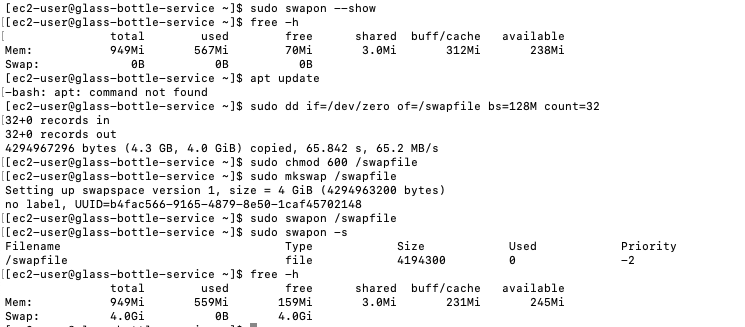 [ec2-user@glass-bottle-service ~]$ sudo swapon --show
[[ec2-user@glass-bottle-service ~]$ free -h
[ total used free shared buff/cache available
Mem: 949Mi 567Mi 70Mi 3.0Mi 312Mi 238Mi
Swap: 0B 0B 0B
[ec2-user@glass-bottle-service ~]$ apt update
[-bash: apt: command not found
[ec2-user@glass-bottle-service ~]$ sudo dd if=/dev/zero of=/swapfile bs=128M count=32
[32+0 records in
32+0 records out
4294967296 bytes (4.3 GB, 4.0 GiB) copied, 65.842 s, 65.2 MB/s
[[ec2-user@glass-bottle-service ~]$ sudo chmod 600 /swapfile
[[ec2-user@glass-bottle-service ~]$ sudo mkswap /swapfile
Setting up swapspace version 1, size = 4 GiB (4294963200 bytes)
no label, UUID=b4fac566-9165-4879-8e50-1caf45702148
[ec2-user@glass-bottle-service ~]$ sudo swapon /swapfile
[[ec2-user@glass-bottle-service ~]$ sudo swapon -s
Filename Type Size Used Priority
/swapfile file 4194300 0 -2
[[ec2-user@glass-bottle-service ~]$ free -h
total used free shared buff/cache available
Mem: 949Mi 559Mi 159Mi 3.0Mi 231Mi 245Mi
Swap: 4.0Gi 0B 4.0Gi